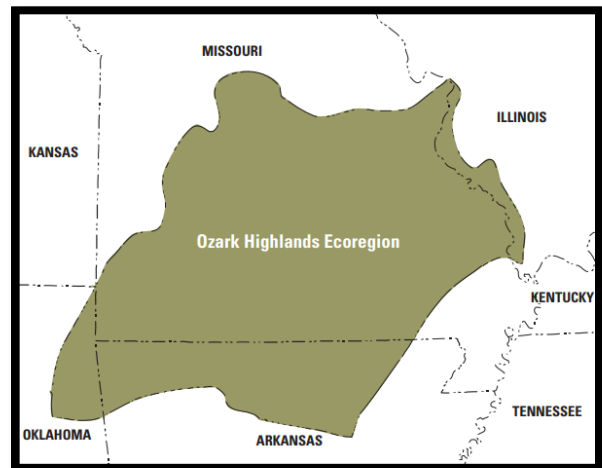 MISSOURI
ILLINOIS
KANSAS
Ozark Highlands Ecoregion
KENTUCKY
TENNESSEE
OKLAHOMA
ARKANSAS